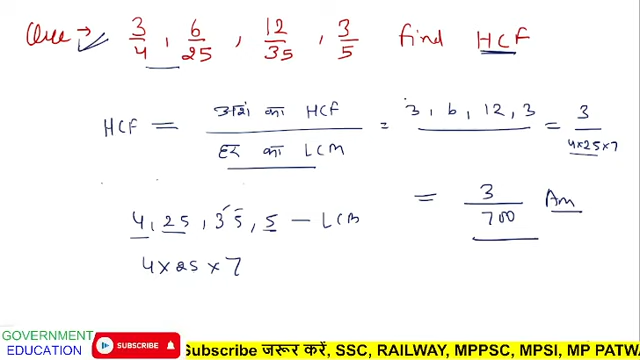 Que → 3/4 , 6/25 , 12/35 , 3/5 find HCF
HCF = अंश का HCF / हर का LCM = 3, 6, 12, 3 = 3 / 4×25×7
= 3/700 Ans
4, 25, 35, 5 — LCM
4×25×7
GOVERNMENT EDUCATION
SUBSCRIBE
Subscribe जरूर करें, SSC, RAILWAY, MPPSC, MPSI, MP PATW